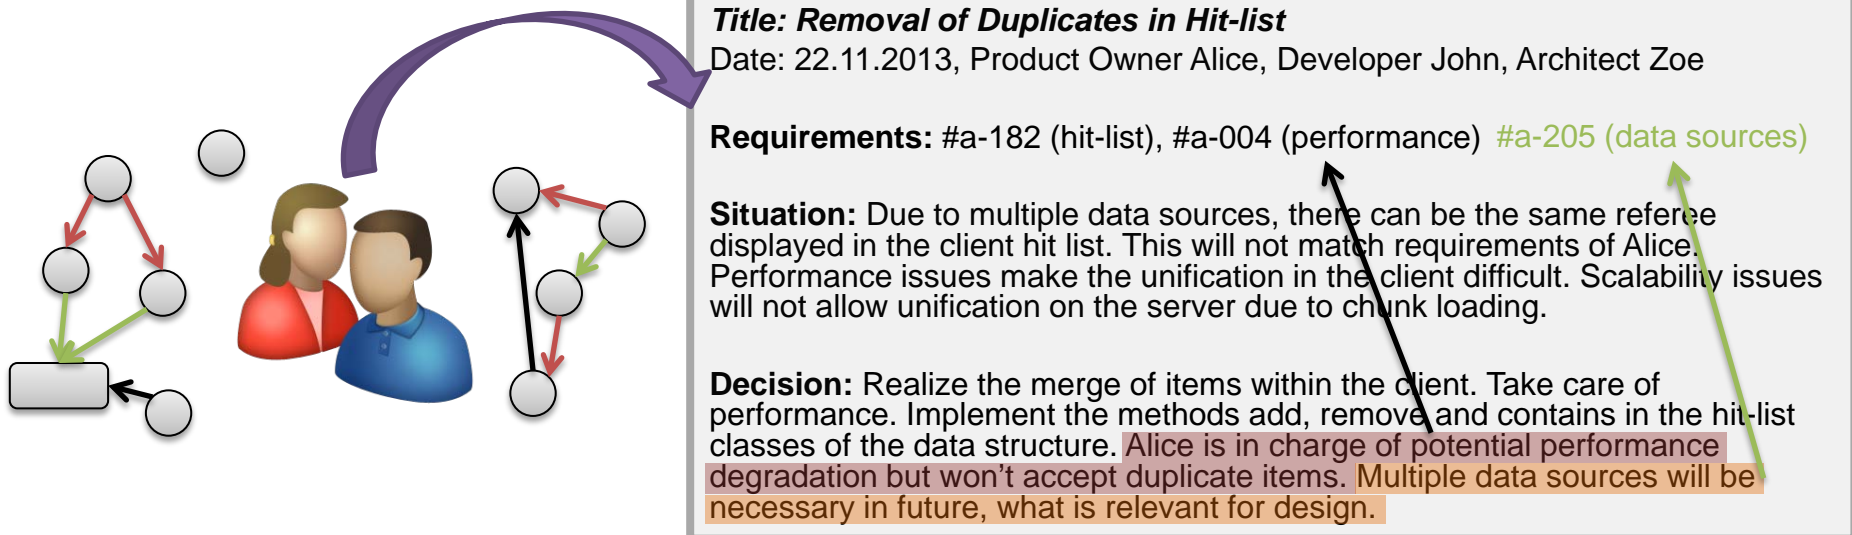 Title: Removal of Duplicates in Hit-list
Date: 22.11.2013, Product Owner Alice, Developer John, Architect Zoe
Requirements: #a-182 (hit-list), #a-004 (performance) #a-205 (data sources)
Situation: Due to multiple data sources, there can be the same referee
displayed in the client hit list. This will not match requirements of Alice.
Performance issues make the unification in the client difficult. Scalability issues
will not allow unification on the server due to chunk loading.
Decision: Realize the merge of items within the client. Take care of
performance. Implement the methods add, remove and contains in the hit-list
classes of the data structure. Alice is in charge of potential performance
degradation but won’t accept duplicate items. Multiple data sources will be
necessary in future, what is relevant for design.